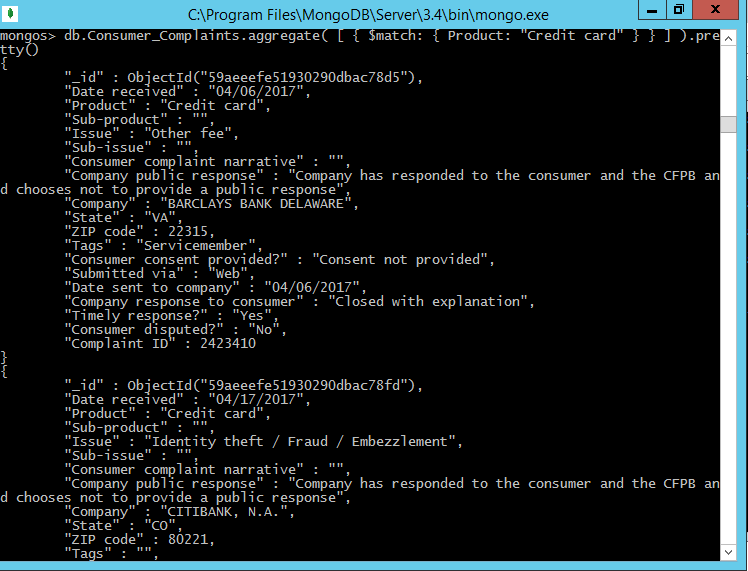 C:\Program Files\MongoDB\Server\3.4\bin\mongo.exe
mongos> db.Consumer_Complaints.aggregate( [ { $match: { Product: "Credit card" } } ] ).pre
tty()
{
"_id" : ObjectId("59aeeefe51930290dbac78d5"),
"Date received" : "04/06/2017",
"Product" : "Credit card",
"Sub-product" : "",
"Issue" : "Other fee",
"Sub-issue" : "",
"Consumer complaint narrative" : "",
"Company public response" : "Company has responded to the consumer and the CFPB an
d chooses not to provide a public response",
"Company" : "BARCLAYS BANK DELAWARE",
"State" : "VA",
"ZIP code" : 22315,
"Tags" : "Servicemember",
"Consumer consent provided?" : "Consent not provided",
"Submitted via" : "Web",
"Date sent to company" : "04/06/2017",
"Company response to consumer" : "Closed with explanation",
"Timely response?" : "Yes",
"Consumer disputed?" : "No",
"Complaint ID" : 2423410
}
{
"_id" : ObjectId("59aeeefe51930290dbac78fd"),
"Date received" : "04/17/2017",
"Product" : "Credit card",
"Sub-product" : "",
"Issue" : "Identity theft / Fraud / Embezzlement",
"Sub-issue" : "",
"Consumer complaint narrative" : "",
"Company public response" : "Company has responded to the consumer and the CFPB an
d chooses not to provide a public response",
"Company" : "CITIBANK, N.A.",
"State" : "CO",
"ZIP code" : 80221,
"Tags" : "",